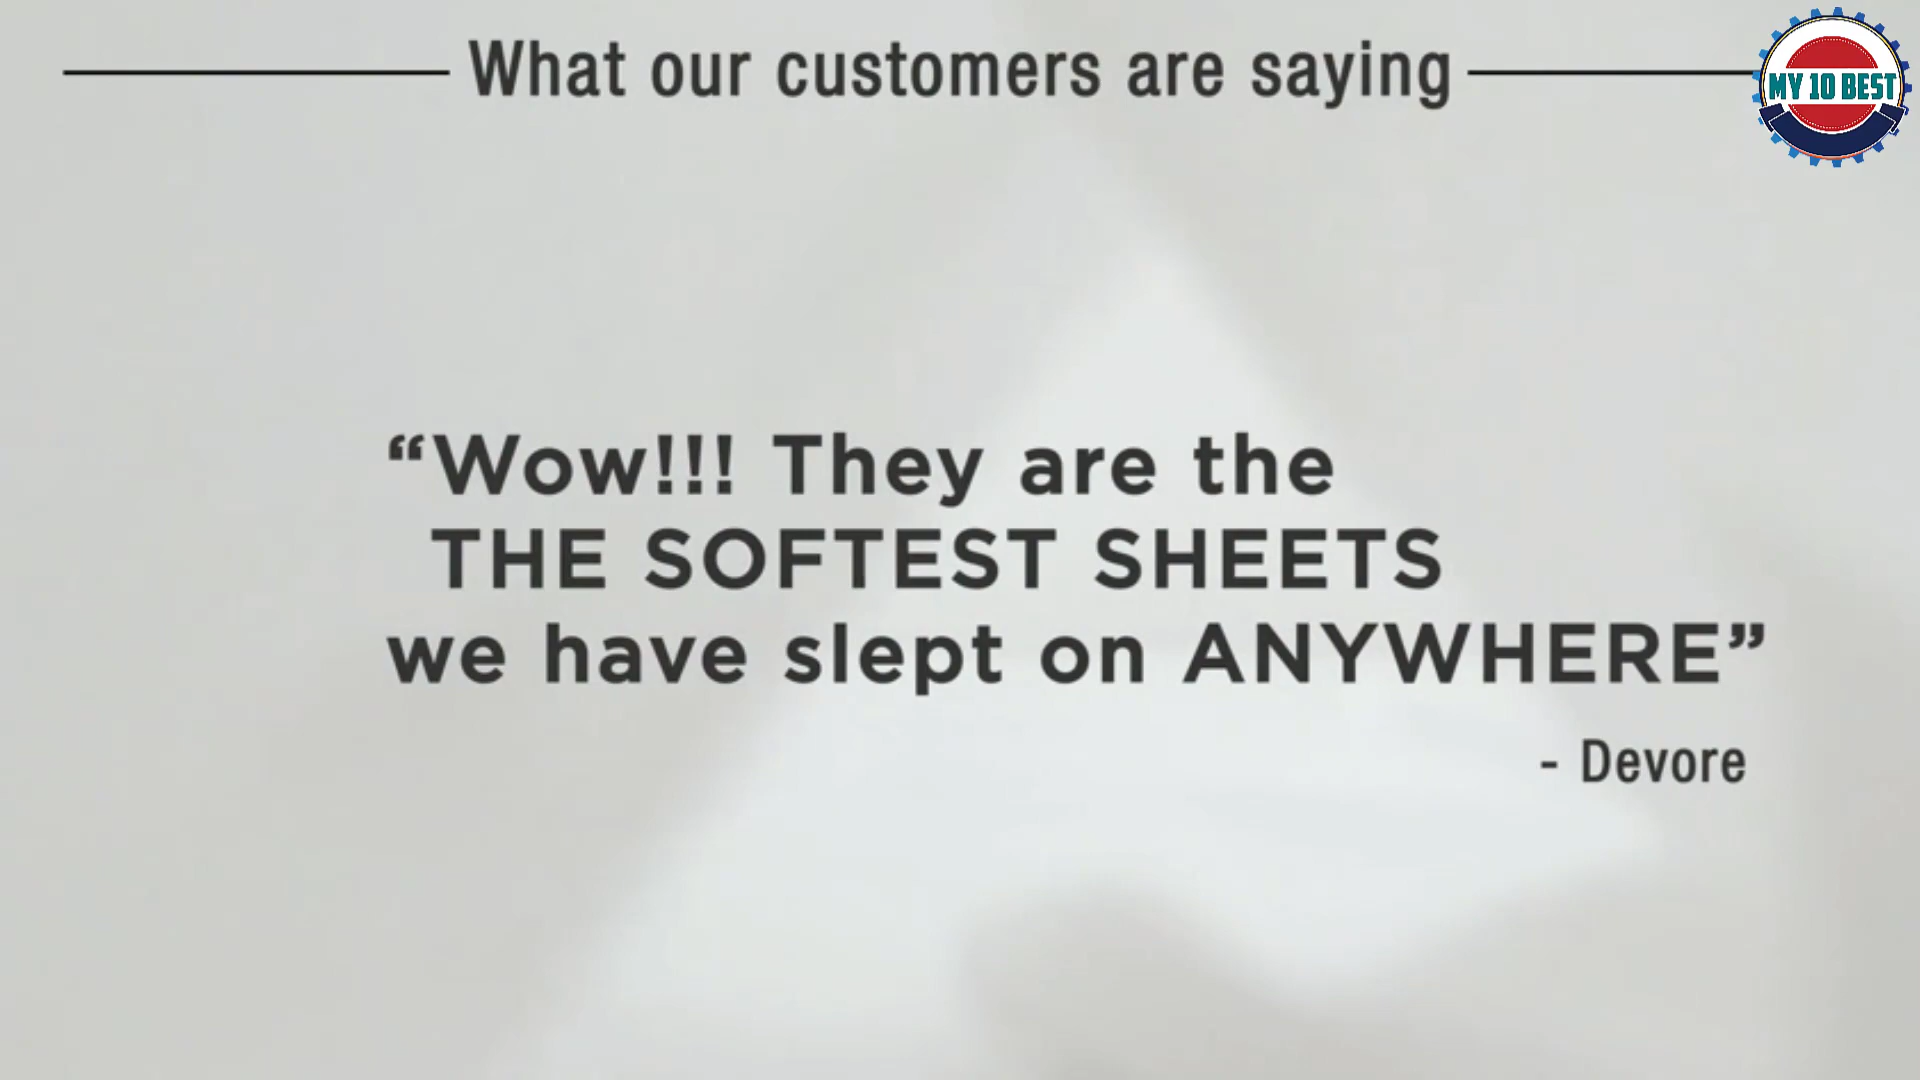 What our customers are saying
MY 10 BEST
“Wow!!! They are the
THE SOFTEST SHEETS
we have slept on ANYWHERE”
- Devore